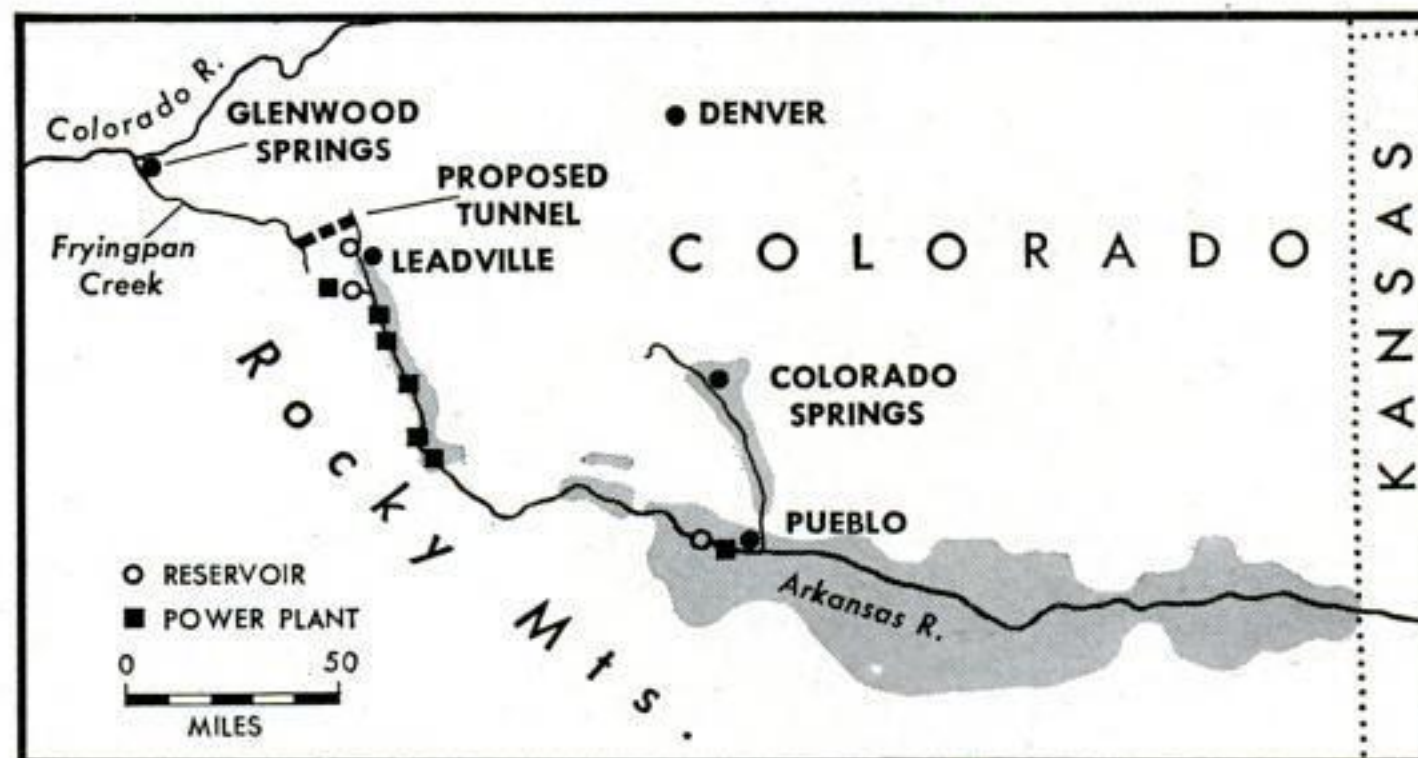 Colorado R.
GLENWOOD
SPRINGS
DENVER
PROPOSED
TUNNEL
Fryingpan
Creek
LEADVILLE
COLORADO
KANSAS
Rocky Mts.
COLORADO
SPRINGS
PUEBLO
Arkansas R.
RESERVOIR
POWER PLANT
0 50
MILES